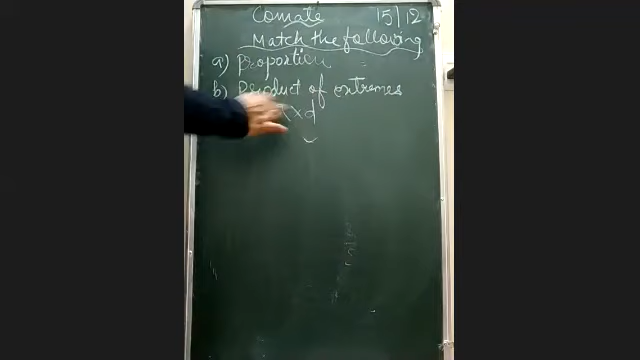 Comate 15/12
Match the following
a) proportion =
b) Product of extremes
x d